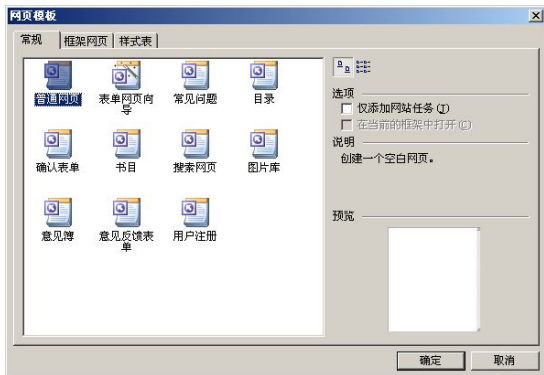 网页模板
常规
框架网页
样式表
普通网页
表单网页向
导
常见问题
目录
确认表单
书目
搜索网页
图片库
意见簿
意见反馈表
单
用户注册
选项
仅添加网站任务(J)
在当前的框架中打开(C)
说明
创建一个空白网页。
预览
确定
取消